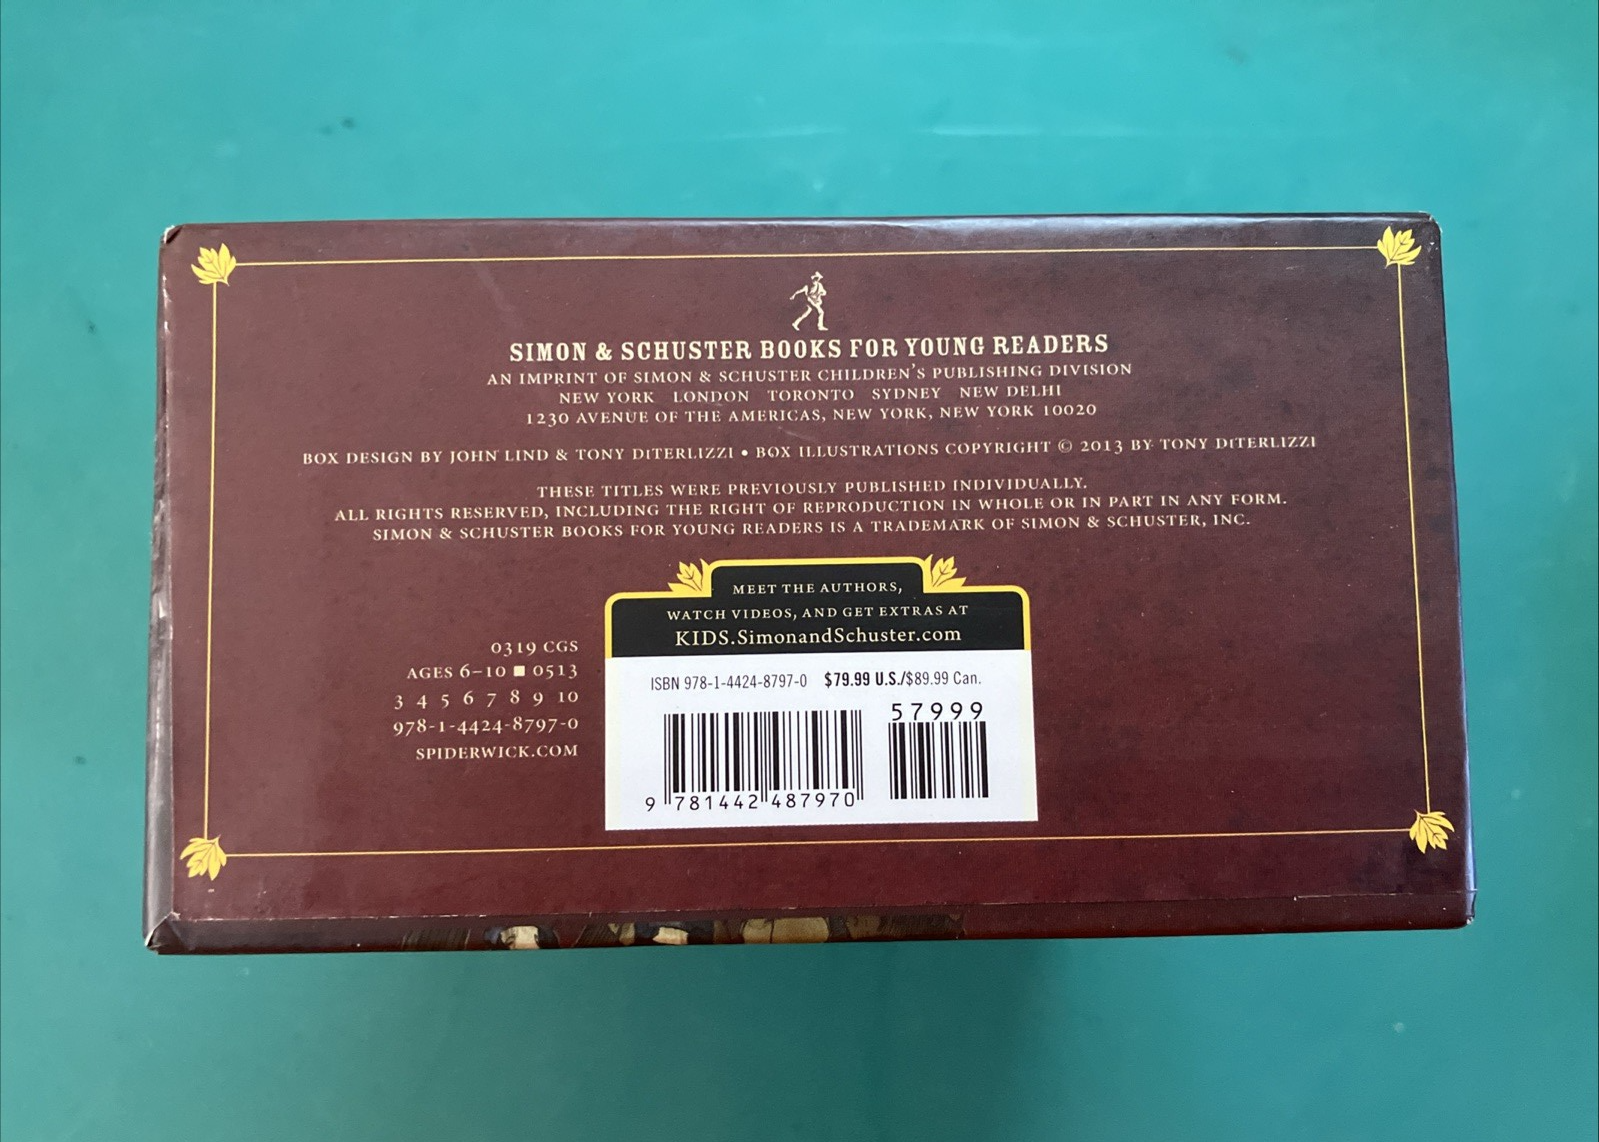 SIMON & SCHUSTER BOOKS FOR YOUNG READERS
AN IMPRINT OF SIMON & SCHUSTER CHILDREN'S PUBLISHING DIVISION
NEW YORK LONDON TORONTO SYDNEY NEW DELHI
1230 AVENUE OF THE AMERICAS, NEW YORK, NEW YORK 10020
BOX DESIGN BY JOHN LIND & TONY DiTERLIZZI • BOX ILLUSTRATIONS COPYRIGHT © 2013 BY TONY DiTERLIZZI
THESE TITLES WERE PREVIOUSLY PUBLISHED INDIVIDUALLY.
ALL RIGHTS RESERVED, INCLUDING THE RIGHT OF REPRODUCTION IN WHOLE OR IN PART IN ANY FORM.
SIMON & SCHUSTER BOOKS FOR YOUNG READERS IS A TRADEMARK OF SIMON & SCHUSTER, INC.
0319 CGS
AGES 6–10 ■ 0513
3 4 5 6 7 8 9 10
978-1-4424-8797-0
SPIDERWICK.COM
MEET THE AUTHORS,
WATCH VIDEOS, AND GET EXTRAS AT
KIDS.SimonandSchuster.com
ISBN 978-1-4424-8797-0 $79.99 U.S./$89.99 Can.
57999
9 781442 487970